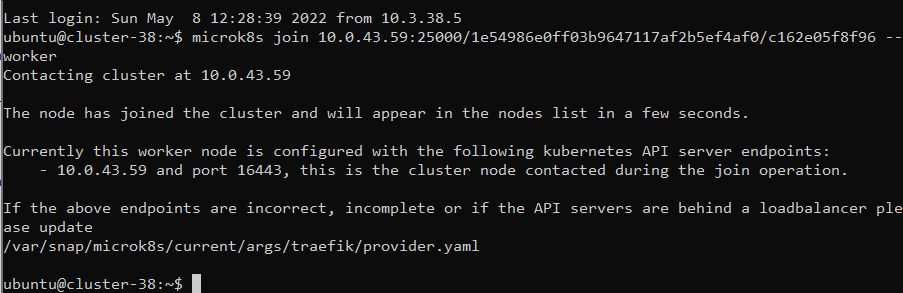 Last login: Sun May  8 12:28:39 2022 from 10.3.38.5
ubuntu@cluster-38:~$ microk8s join 10.0.43.59:25000/1e54986e0ff03b9647117af2b5ef4af0/c162e05f8f96 --
worker
Contacting cluster at 10.0.43.59
The node has joined the cluster and will appear in the nodes list in a few seconds.
Currently this worker node is configured with the following kubernetes API server endpoints:
    - 10.0.43.59 and port 16443, this is the cluster node contacted during the join operation.
If the above endpoints are incorrect, incomplete or if the API servers are behind a loadbalancer ple
ase update
/var/snap/microk8s/current/args/traefik/provider.yaml
ubuntu@cluster-38:~$